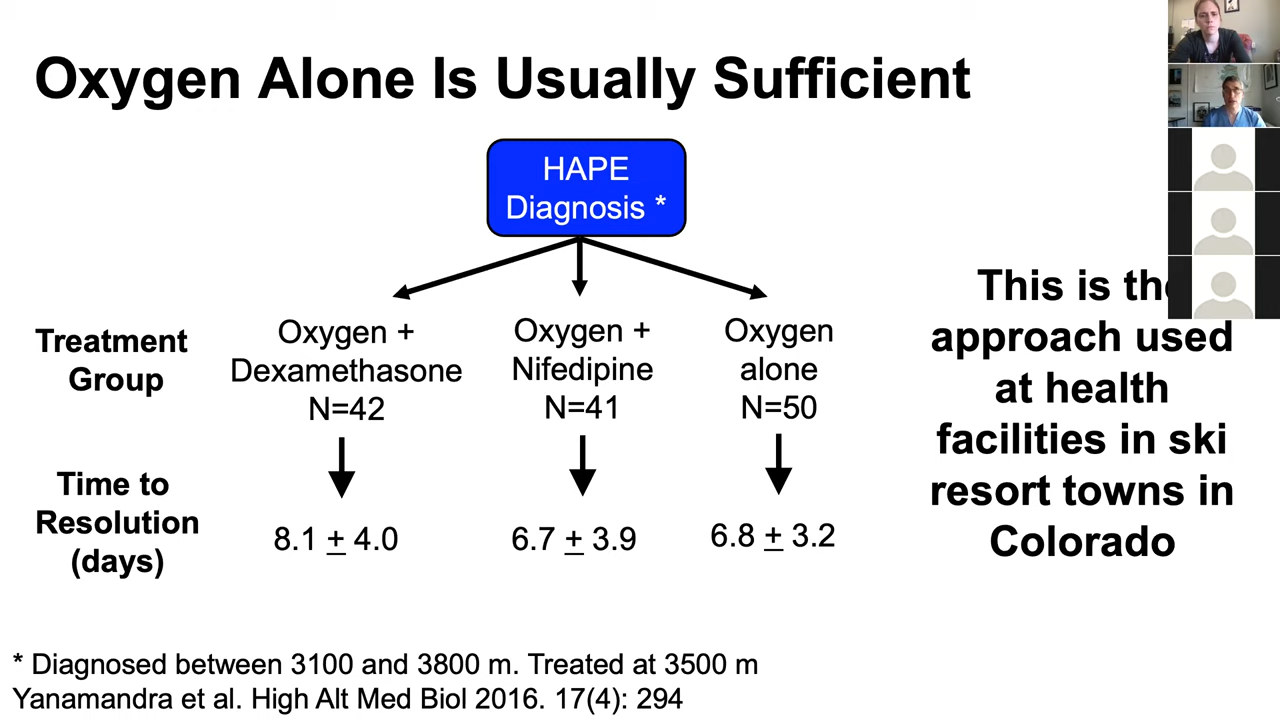 Oxygen Alone Is Usually Sufficient
HAPE
Diagnosis *
Treatment
Group
Oxygen +
Dexamethasone
N=42
Oxygen +
Nifedipine
N=41
Oxygen
alone
N=50
Time to
Resolution
(days)
8.1 ± 4.0
6.7 ± 3.9
6.8 ± 3.2
This is the
approach used
at health
facilities in ski
resort towns in
Colorado
* Diagnosed between 3100 and 3800 m. Treated at 3500 m
Yanamandra et al. High Alt Med Biol 2016. 17(4): 294